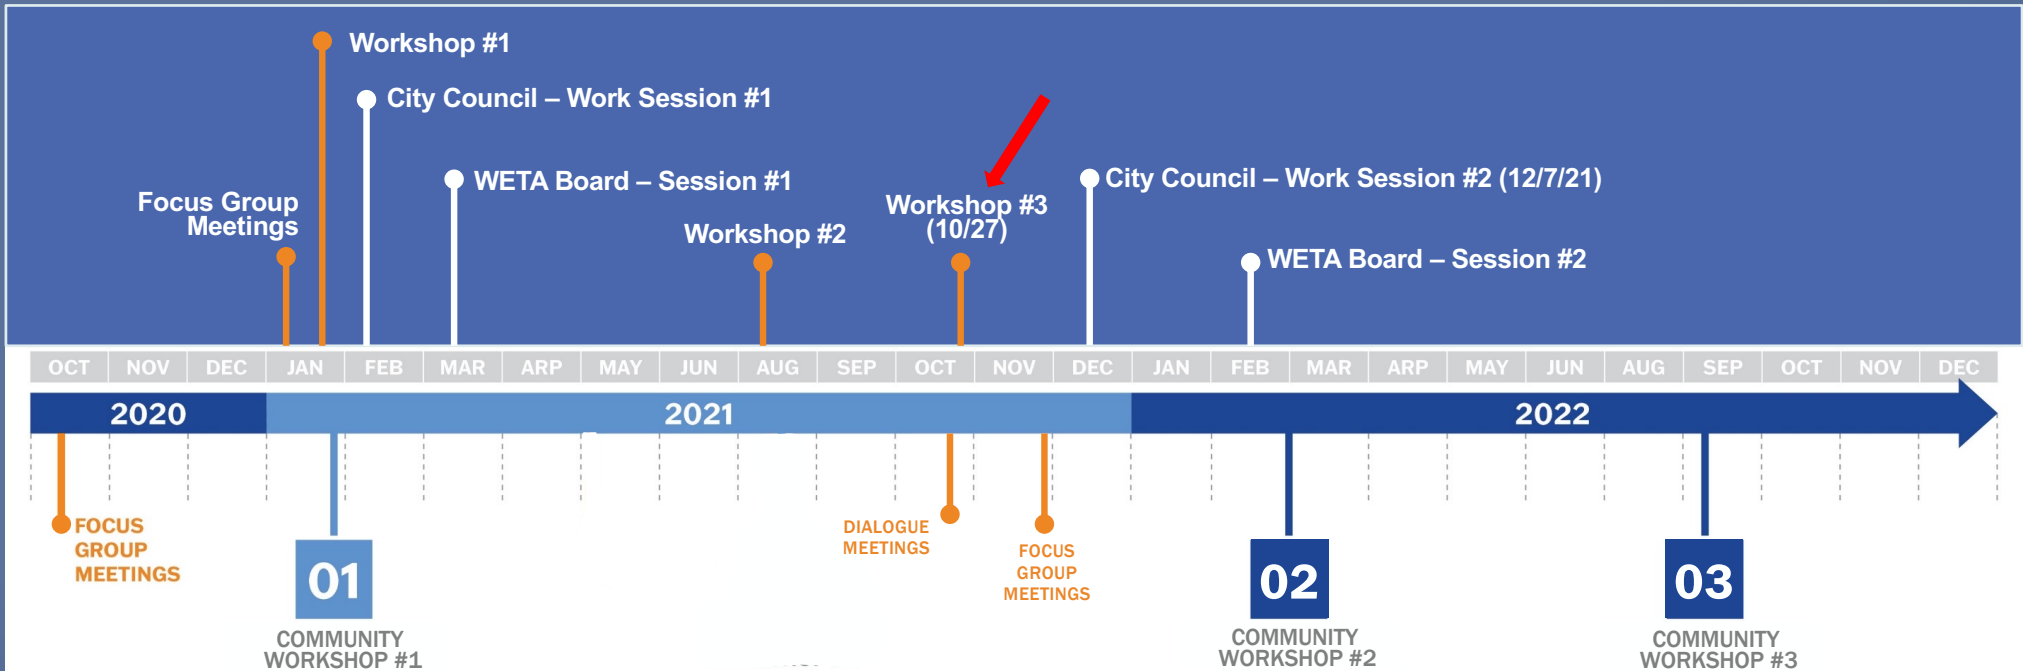 Workshop #1
City Council – Work Session #1
WETA Board – Session #1
Focus Group
Meetings
Workshop #2
Workshop #3
(10/27)
City Council – Work Session #2 (12/7/21)
WETA Board – Session #2
OCT NOV DEC JAN FEB MAR ARP MAY JUN AUG SEP OCT NOV DEC JAN FEB MAR ARP MAY JUN AUG SEP OCT NOV DEC
2020 2021 2022
FOCUS
GROUP
MEETINGS
01
COMMUNITY
WORKSHOP #1
DIALOGUE
MEETINGS
FOCUS
GROUP
MEETINGS
02
COMMUNITY
WORKSHOP #2
03
COMMUNITY
WORKSHOP #3